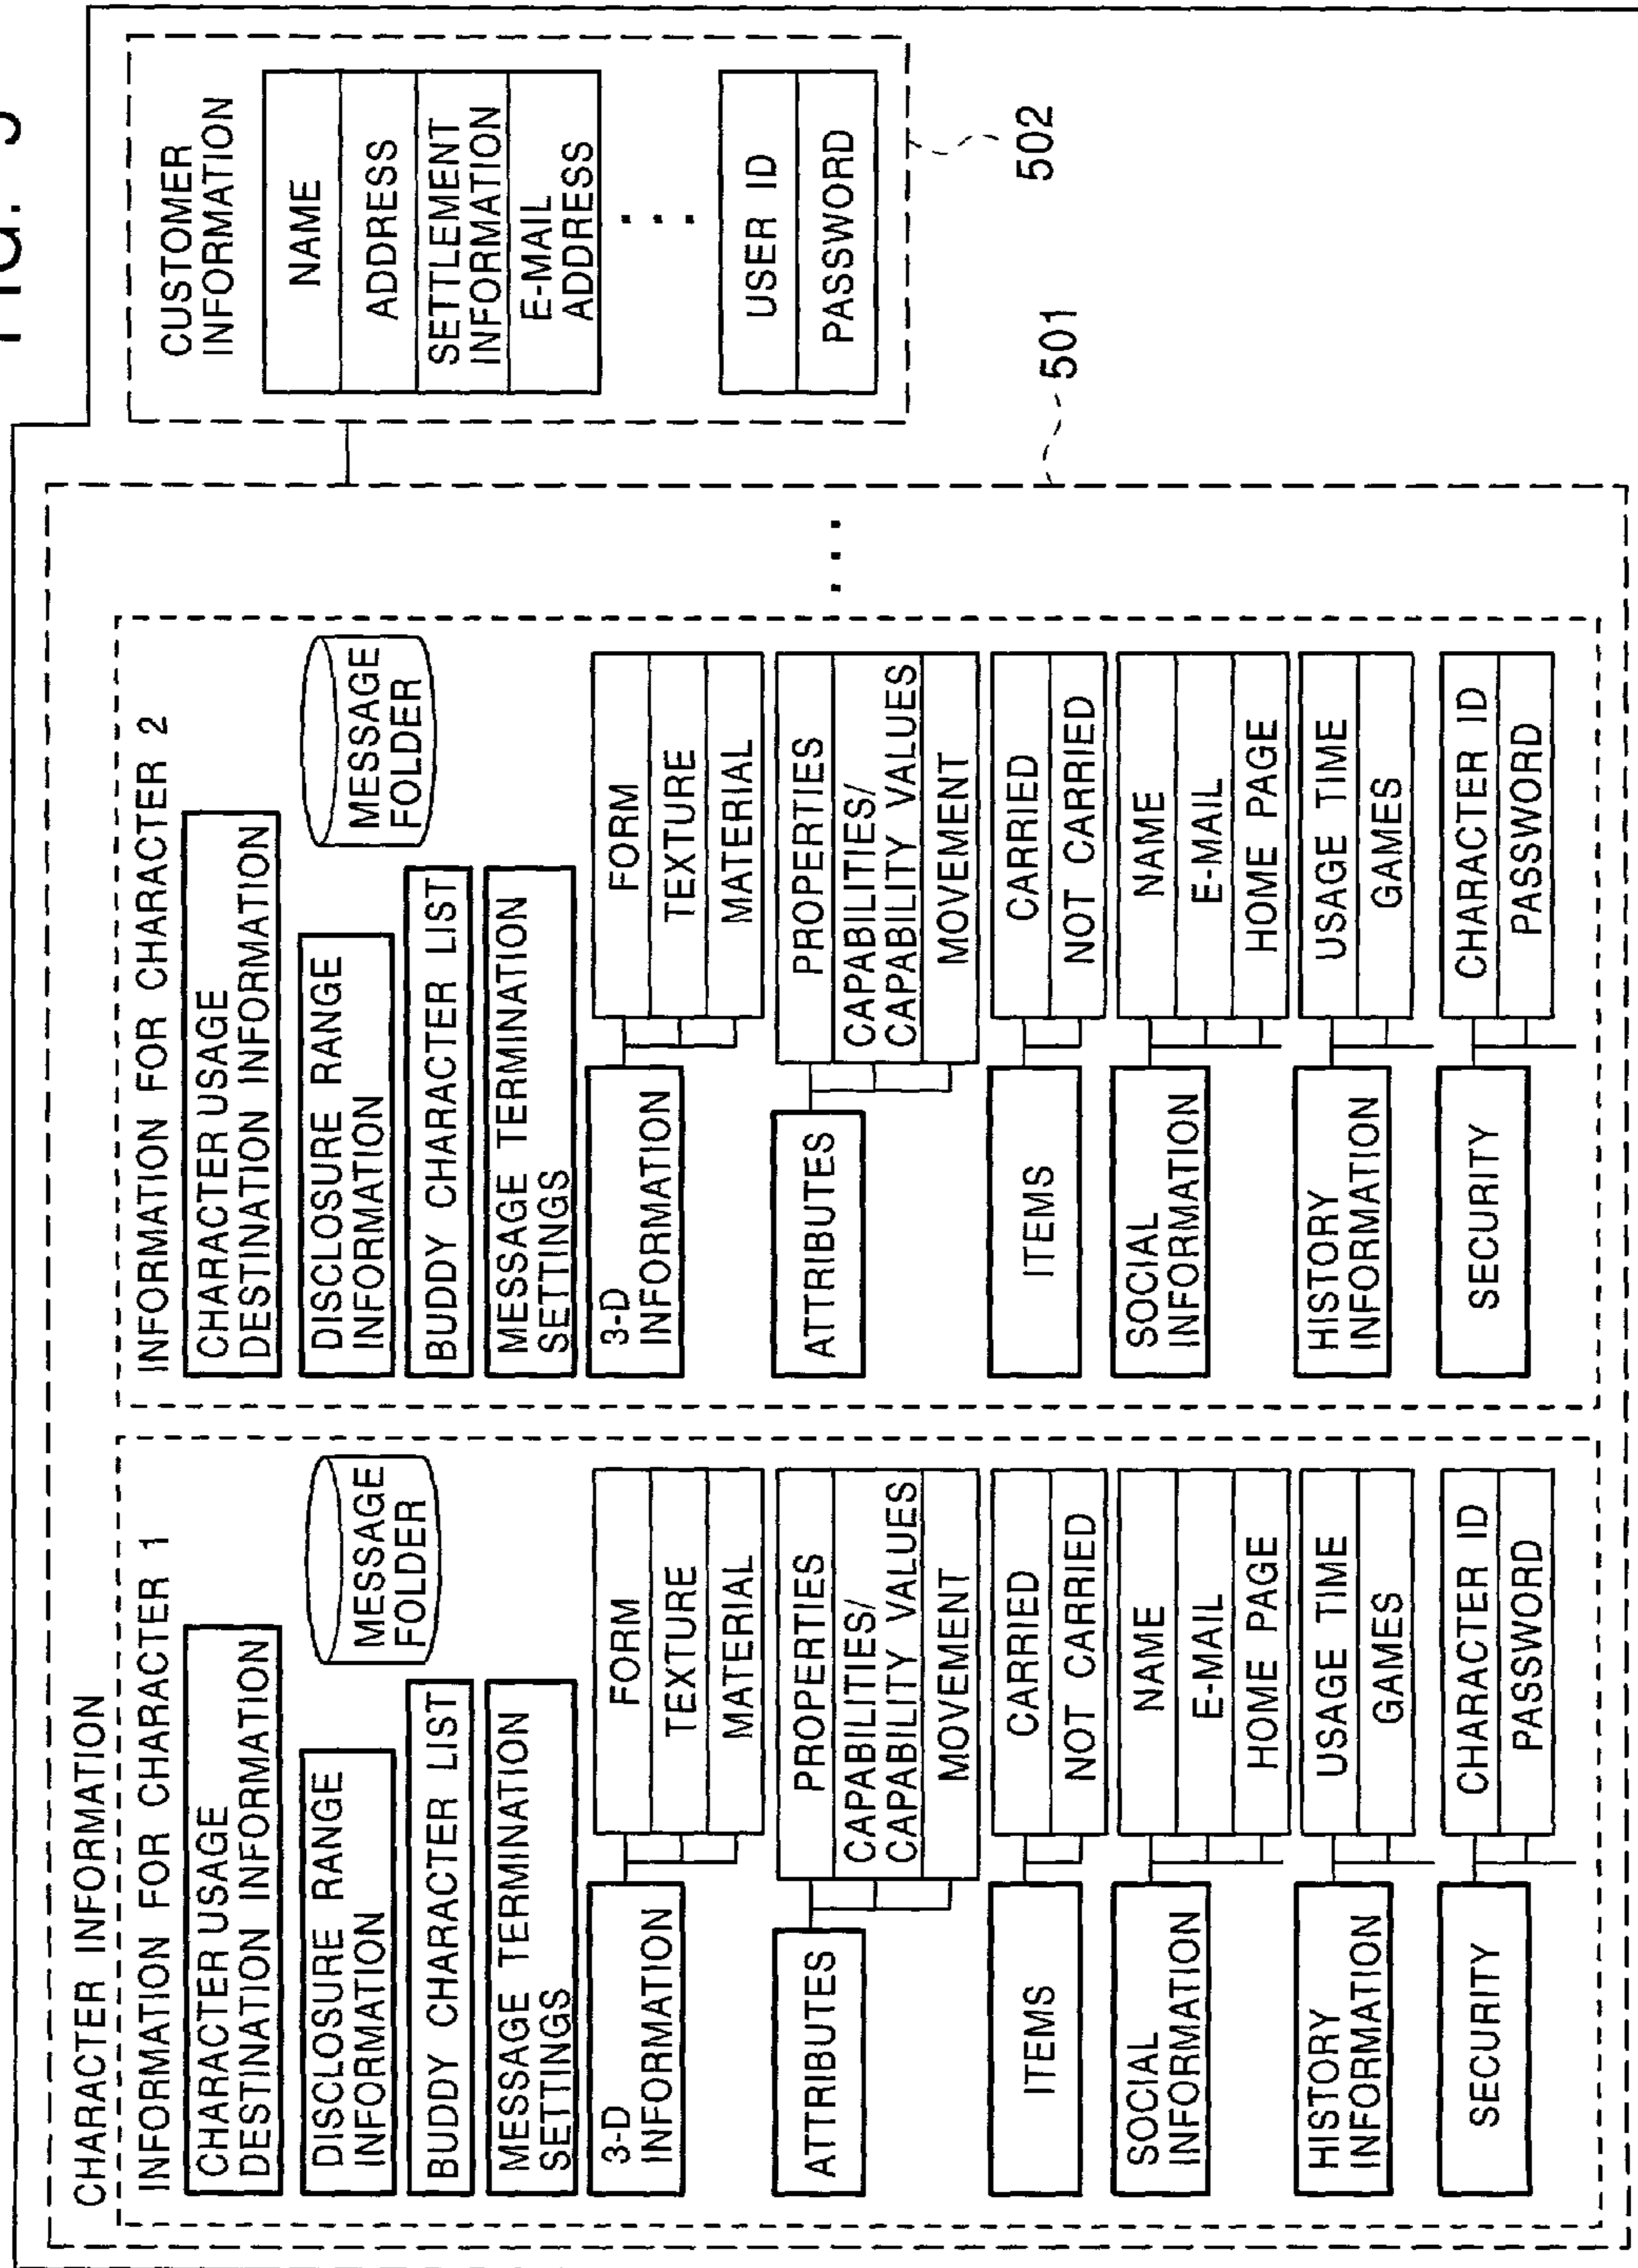 CHARACTER INFORMATION
INFORMATION FOR CHARACTER 1
CHARACTER USAGE
DESTINATION INFORMATION
DISCLOSURE RANGE
INFORMATION
MESSAGE
FOLDER
BUDDY CHARACTER LIST
MESSAGE TERMINATION
SETTINGS
3-D
INFORMATION
FORM
TEXTURE
MATERIAL
ATTRIBUTES
PROPERTIES
CAPABILITIES/
CAPABILITY VALUES
MOVEMENT
ITEMS
CARRIED
NOT CARRIED
SOCIAL
INFORMATION
NAME
E-MAIL
HOME PAGE
HISTORY
INFORMATION
USAGE TIME
GAMES
SECURITY
CHARACTER ID
PASSWORD
INFORMATION FOR CHARACTER 2
CHARACTER USAGE
DESTINATION INFORMATION
DISCLOSURE RANGE
INFORMATION
MESSAGE
FOLDER
BUDDY CHARACTER LIST
MESSAGE TERMINATION
SETTINGS
3-D
INFORMATION
FORM
TEXTURE
MATERIAL
ATTRIBUTES
PROPERTIES
CAPABILITIES/
CAPABILITY VALUES
MOVEMENT
ITEMS
CARRIED
NOT CARRIED
SOCIAL
INFORMATION
NAME
E-MAIL
HOME PAGE
HISTORY
INFORMATION
USAGE TIME
GAMES
SECURITY
CHARACTER ID
PASSWORD
...
501
CUSTOMER
INFORMATION
NAME
ADDRESS
SETTLEMENT
INFORMATION
E-MAIL
ADDRESS
...
USER ID
PASSWORD
502